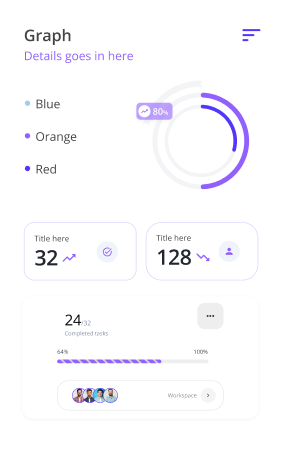 Graph
Details goes in here
Blue
80%
Orange
Red
Title here
32
Title here
128
24/32
Completed tasks
64%
100%
Workspace